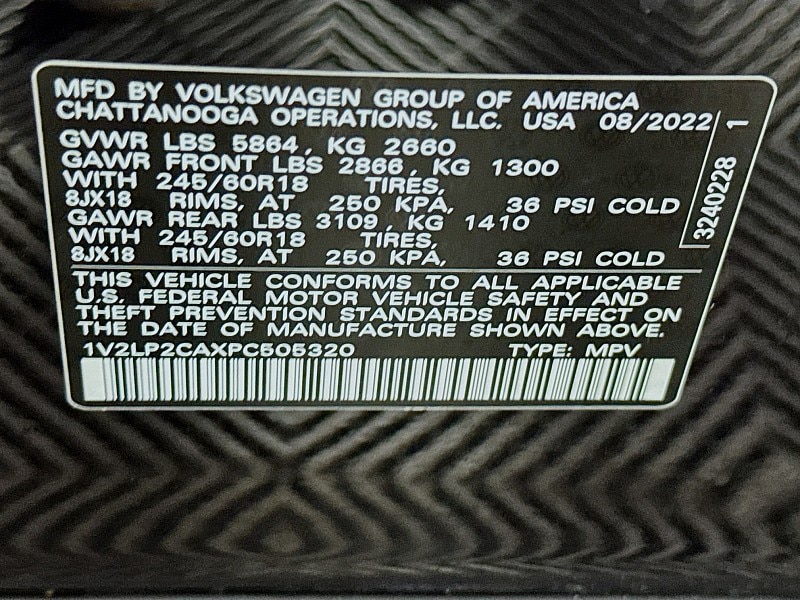 MFD BY VOLKSWAGEN GROUP OF AMERICA
CHATTANOOGA OPERATIONS, LLC. USA 08/2022
GVWR LBS 5864, KG 2660
GAWR FRONT LBS 2866, KG 1300
WITH 245/60R18 TIRES,
8JX18 RIMS, AT 250 KPA, 36 PSI COLD
GAWR REAR LBS 3109, KG 1410
WITH 245/60R18 TIRES,
8JX18 RIMS, AT 250 KPA, 36 PSI COLD
3240228 1
THIS VEHICLE CONFORMS TO ALL APPLICABLE
U.S. FEDERAL MOTOR VEHICLE SAFETY AND
THEFT PREVENTION STANDARDS IN EFFECT ON
THE DATE OF MANUFACTURE SHOWN ABOVE.
1V2LP2CAXPC505320 TYPE: MPV